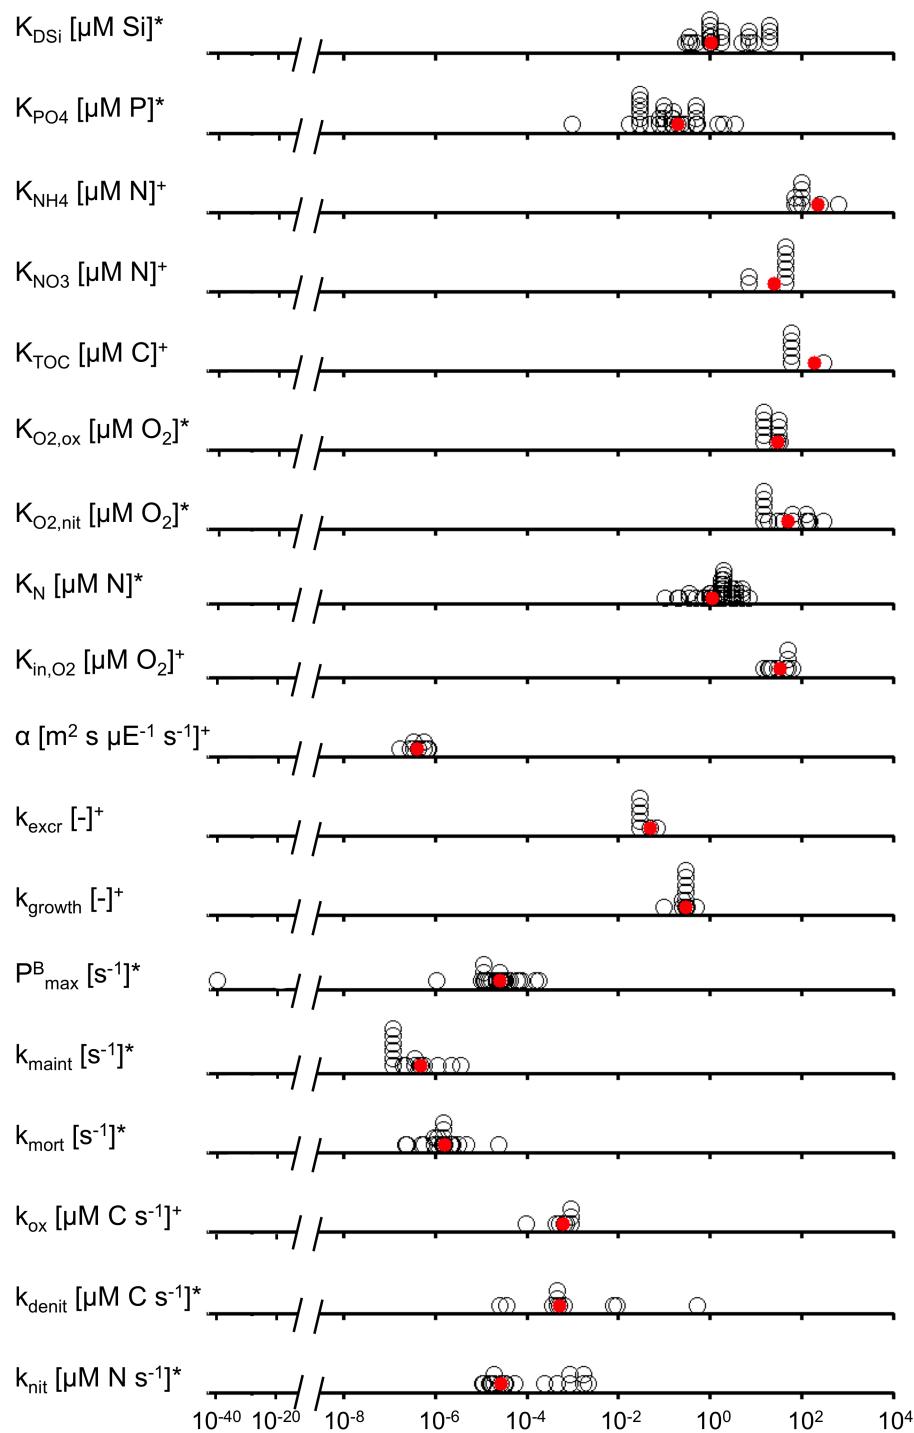 K_DSi [µM Si]*
K_PO4 [µM P]*
K_NH4 [µM N]⁺
K_NO3 [µM N]⁺
K_TOC [µM C]⁺
K_O2,ox [µM O₂]*
K_O2,nit [µM O₂]*
K_N [µM N]*
K_in,O2 [µM O₂]⁺
α [m² s µE⁻¹ s⁻¹]⁺
k_excr [-]⁺
k_growth [-]⁺
P^B_max [s⁻¹]*
k_maint [s⁻¹]*
k_mort [s⁻¹]*
k_ox [µM C s⁻¹]⁺
k_denit [µM C s⁻¹]*
k_nit [µM N s⁻¹]*
10⁻⁴⁰ 10⁻²⁰ 10⁻⁸ 10⁻⁶ 10⁻⁴ 10⁻² 10⁰ 10² 10⁴